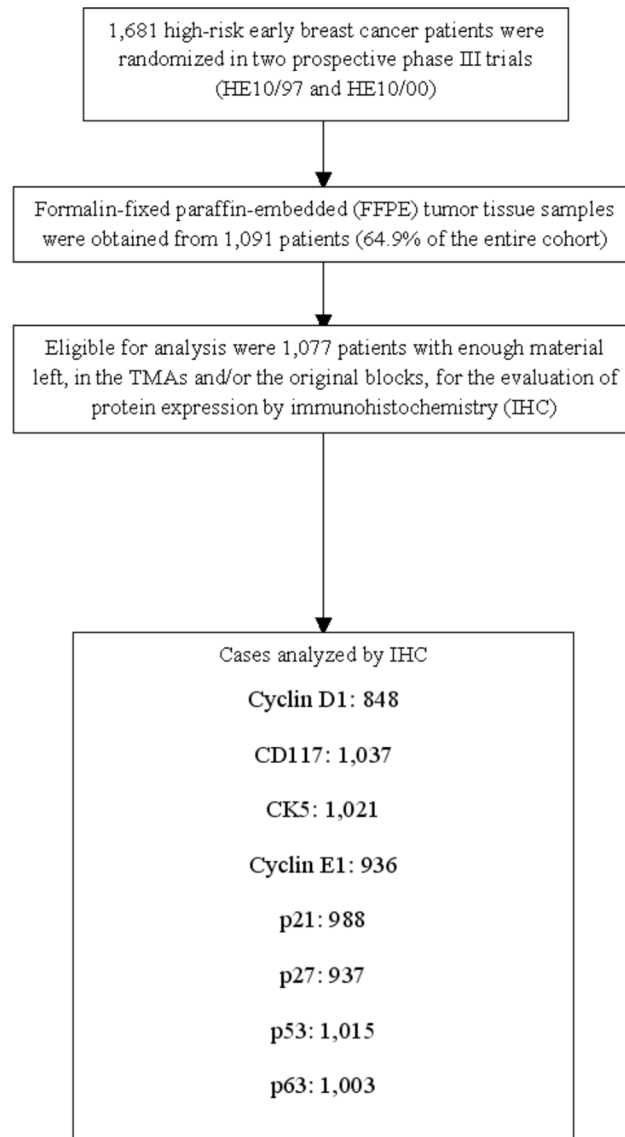 1,681 high-risk early breast cancer patients were
randomized in two prospective phase III trials
(HE10/97 and HE10/00)
Formalin-fixed paraffin-embedded (FFPE) tumor tissue samples
were obtained from 1,091 patients (64.9% of the entire cohort)
Eligible for analysis were 1,077 patients with enough material
left, in the TMAs and/or the original blocks, for the evaluation of
protein expression by immunohistochemistry (IHC)
Cases analyzed by IHC
Cyclin D1: 848
CD117: 1,037
CK5: 1,021
Cyclin E1: 936
p21: 988
p27: 937
p53: 1,015
p63: 1,003